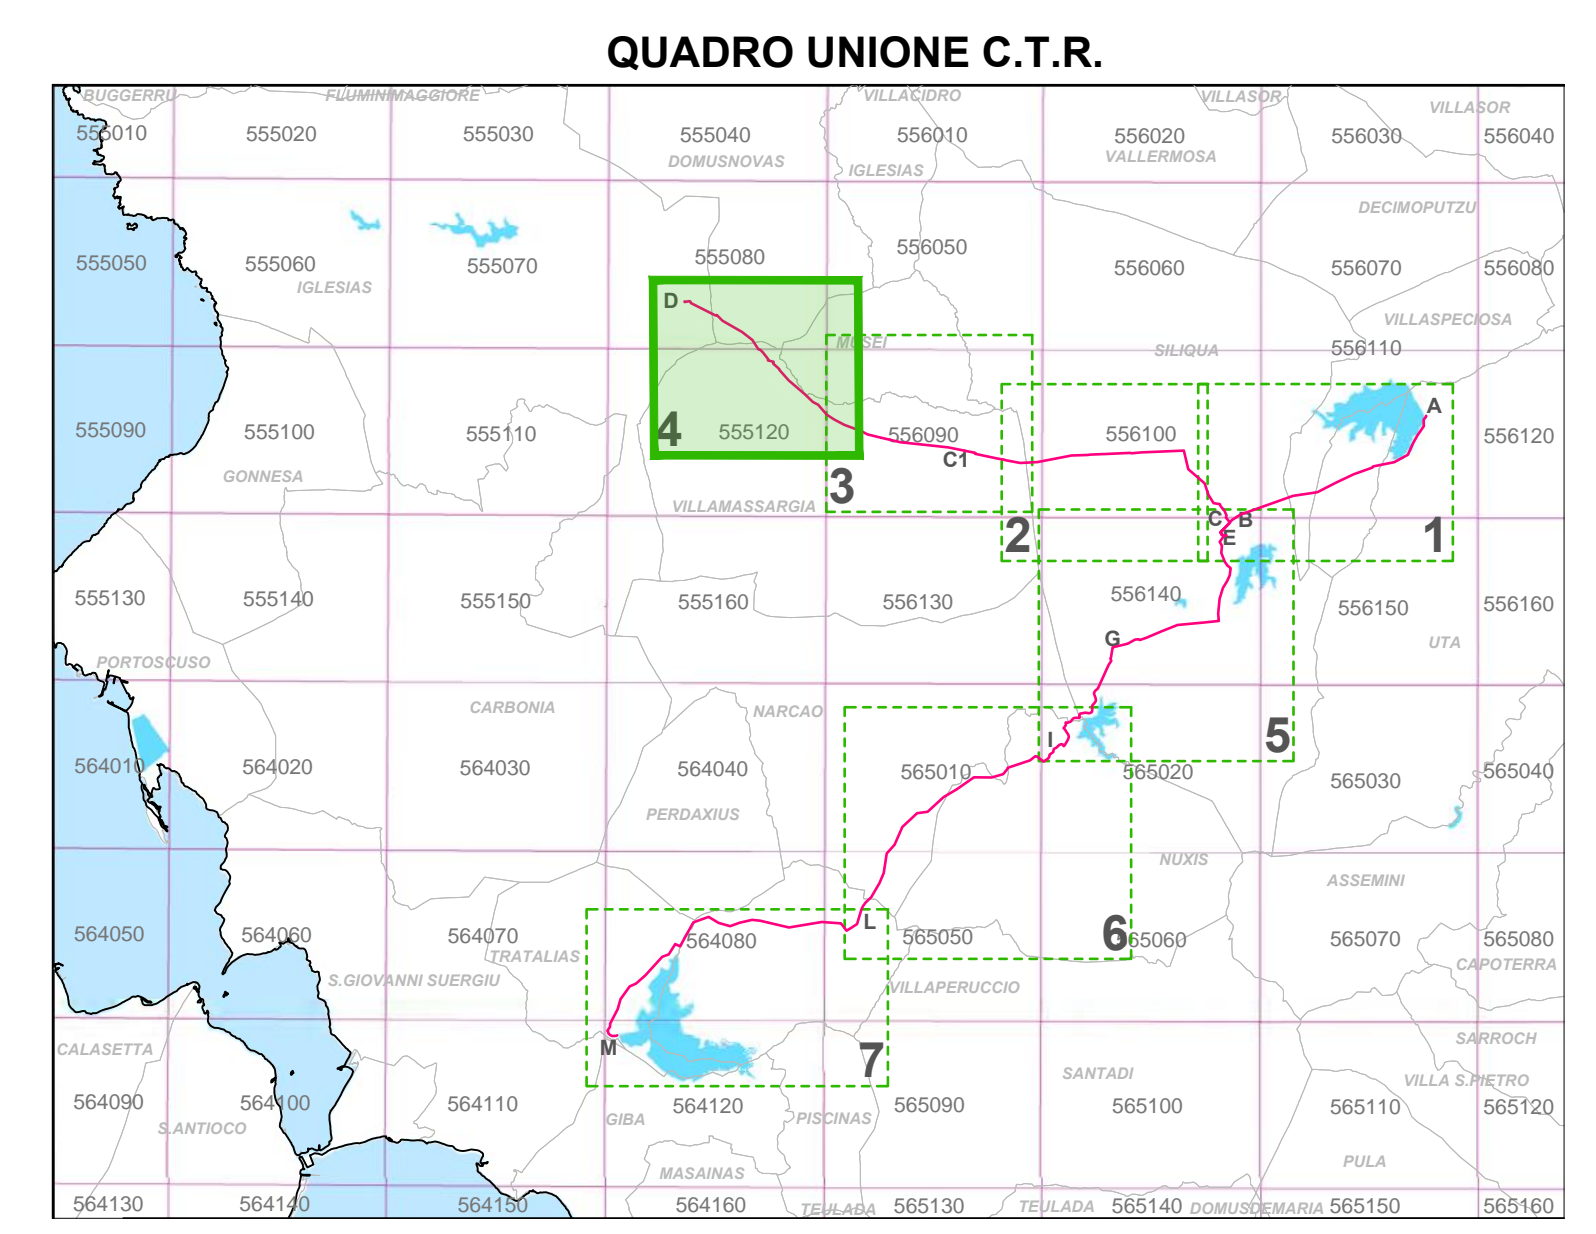 QUADRO UNIONE C.T.R.
BUGGERRU FLUMINIMAGGIORE VILLACIDRO VILLASOR VILLASOR
555010 555020 555030 555040 556010 556020 556030 556040
DOMUSNOVAS IGLESIAS VALLERMOSA
DECIMOPUTZU
555050 555060 555070 555080 556050 556060 556070 556080
IGLESIAS
D
VILLASPECIOSA
MUSEI SILIQUA 556110
A
555090 555100 555110 4 555120 556090 556100 556120
C1
GONNESA
3
VILLAMASSARGIA
2 C B 1
E
555130 555140 555150 555160 556130 556140 556150 556160
G UTA
PORTOSCUSO
CARBONIA NARCAO
I 5
564010 564020 564030 564040 565010 565020 565030 565040
PERDAXIUS
NUXIS
ASSEMINI
L
564050 564060 564070 564080 565050 6 565060 565070 565080
TRATALIAS CAPOTERRA
S.GIOVANNI SUERGIU VILLAPERUCCIO
M 7
CALASETTA SARROCH
SANTADI VILLA S.PIETRO
564090 564100 564110 564120 565090 565100 565110 565120
S.ANTIOCO GIBA PISCINAS
MASAINAS PULA
564130 564140 564150 564160 TEULADA 565130 TEULADA 565140 DOMUSDEMARIA 565150 565160